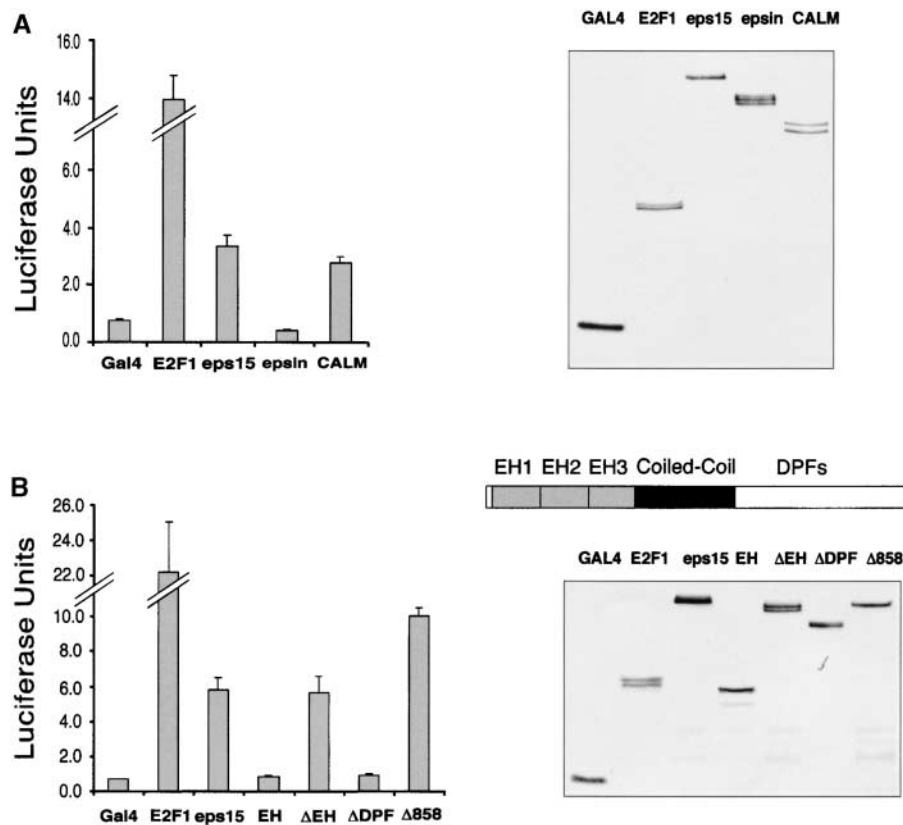 A
Luciferase Units
16.0
14.0
6.0
4.0
2.0
0.0
Gal4 E2F1 eps15 epsin CALM
GAL4 E2F1 eps15 epsin CALM
B
Luciferase Units
26.0
24.0
22.0
10.0
8.0
6.0
4.0
2.0
0.0
Gal4 E2F1 eps15 EH ΔEH ΔDPF Δ858
EH1 EH2 EH3 Coiled-Coil DPFs
GAL4 E2F1 eps15 EH ΔEH ΔDPF Δ858